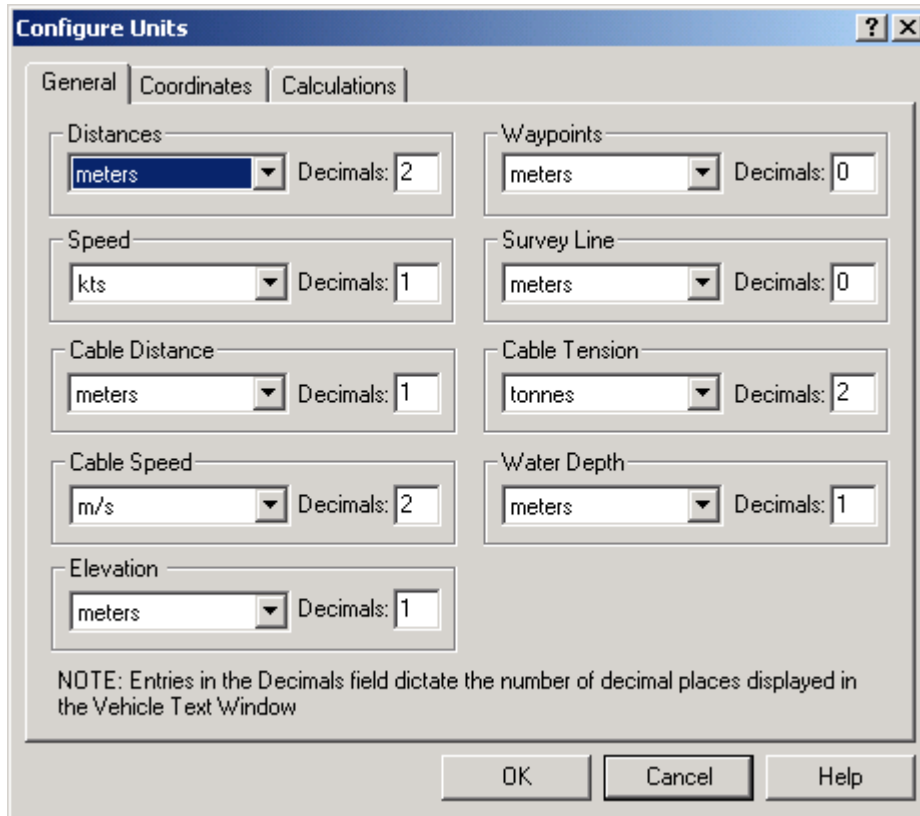 Configure Units
General Coordinates Calculations
Distances Waypoints
meters Decimals: 2 meters Decimals: 0
Speed Survey Line
kts Decimals: 1 meters Decimals: 0
Cable Distance Cable Tension
meters Decimals: 1 tonnes Decimals: 2
Cable Speed Water Depth
m/s Decimals: 2 meters Decimals: 1
Elevation
meters Decimals: 1
NOTE: Entries in the Decimals field dictate the number of decimal places displayed in
the Vehicle Text Window
OK Cancel Help